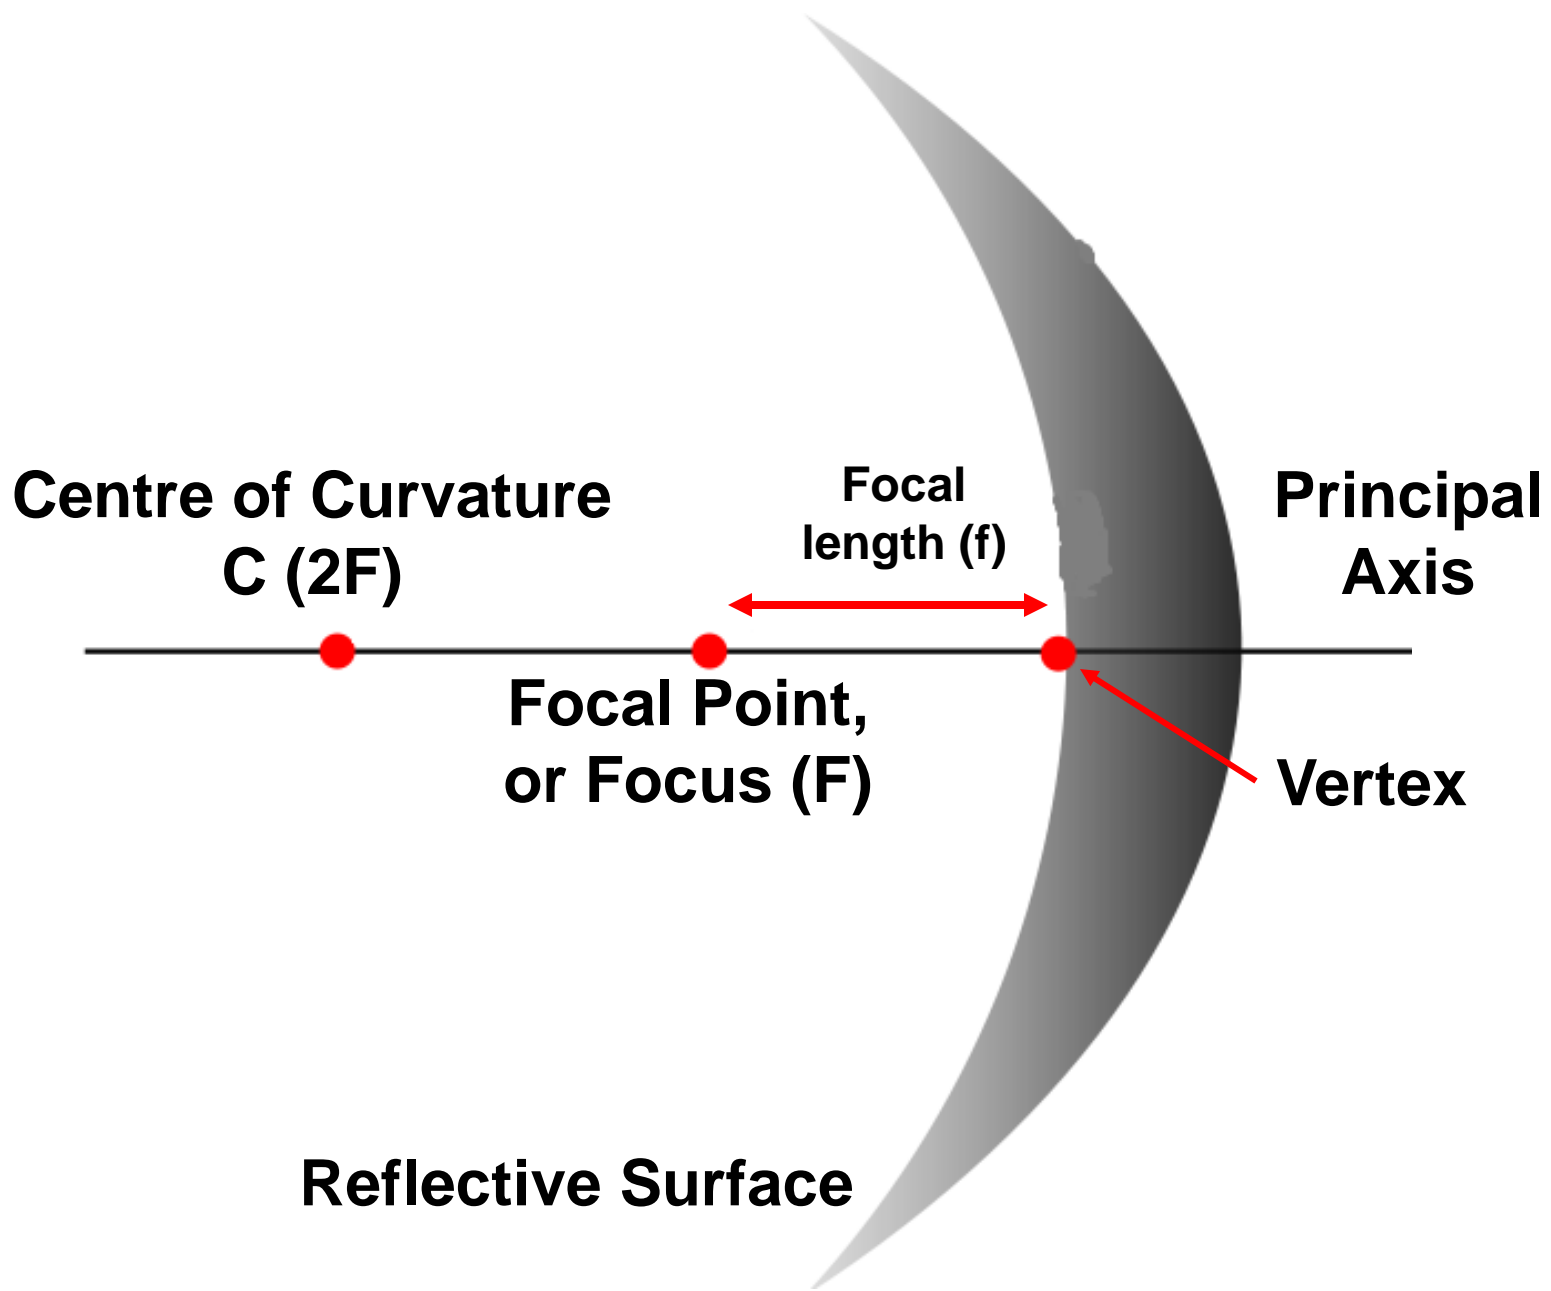 Centre of Curvature
C (2F)
Focal
length (f)
Principal
Axis
Focal Point,
or Focus (F)
Vertex
Reflective Surface